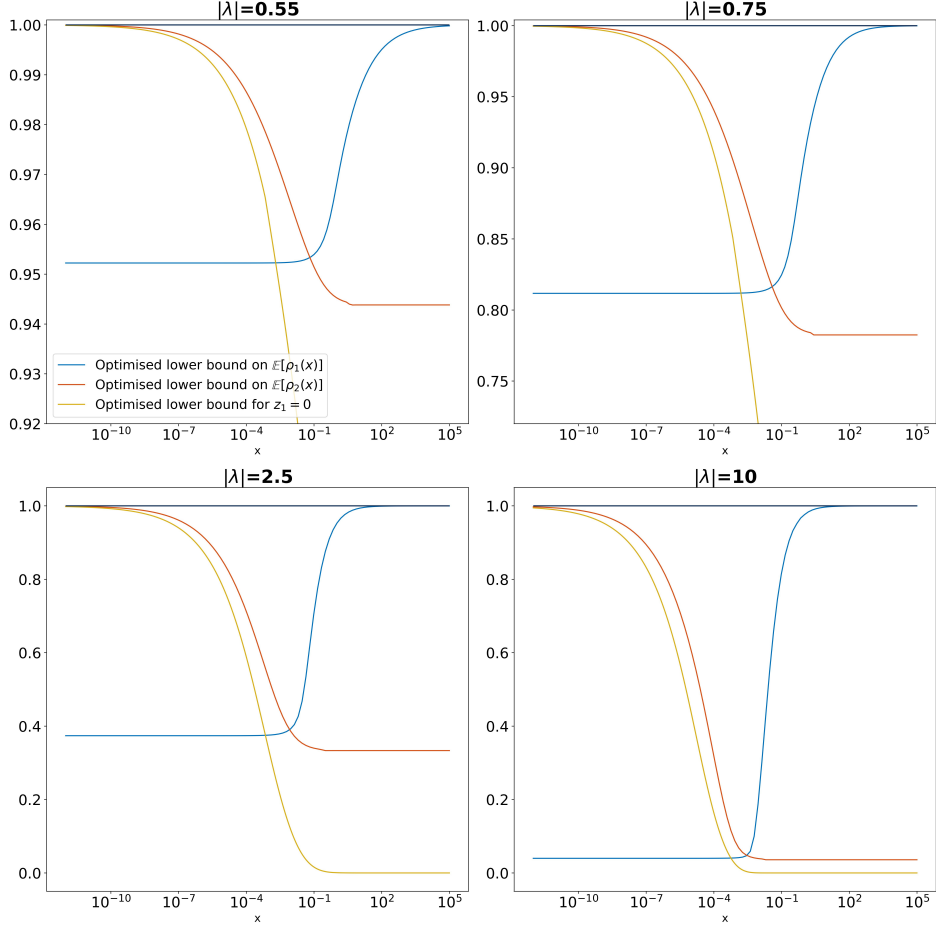 |λ|=0.55
1.00
0.99
0.98
0.97
0.96
0.95
0.94
0.93
0.92
Optimised lower bound on 𝔼[ρ₁(x)]
Optimised lower bound on 𝔼[ρ₂(x)]
Optimised lower bound for z₁ = 0
10⁻¹⁰ 10⁻⁷ 10⁻⁴ 10⁻¹ 10² 10⁵
x
|λ|=0.75
1.00
0.95
0.90
0.85
0.80
0.75
10⁻¹⁰ 10⁻⁷ 10⁻⁴ 10⁻¹ 10² 10⁵
x
|λ|=2.5
1.0
0.8
0.6
0.4
0.2
0.0
10⁻¹⁰ 10⁻⁷ 10⁻⁴ 10⁻¹ 10² 10⁵
x
|λ|=10
1.0
0.8
0.6
0.4
0.2
0.0
10⁻¹⁰ 10⁻⁷ 10⁻⁴ 10⁻¹ 10² 10⁵
x